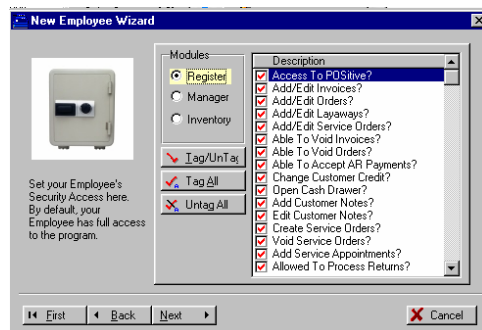 New Employee Wizard
Modules
Register
Manager
Inventory
Tag/UnTag
Tag All
Untag All
Set your Employee's
Security Access here.
By default, your
Employee has full access
to the program.
Description
Access To POSitive?
Add/Edit Invoices?
Add/Edit Orders?
Add/Edit Layaways?
Add/Edit Service Orders?
Able To Void Invoices?
Able To Void Orders?
Able To Accept AR Payments?
Change Customer Credit?
Open Cash Drawer?
Add Customer Notes?
Edit Customer Notes?
Create Service Orders?
Void Service Orders?
Add Service Appointments?
Allowed To Process Returns?
First
Back
Next
Cancel